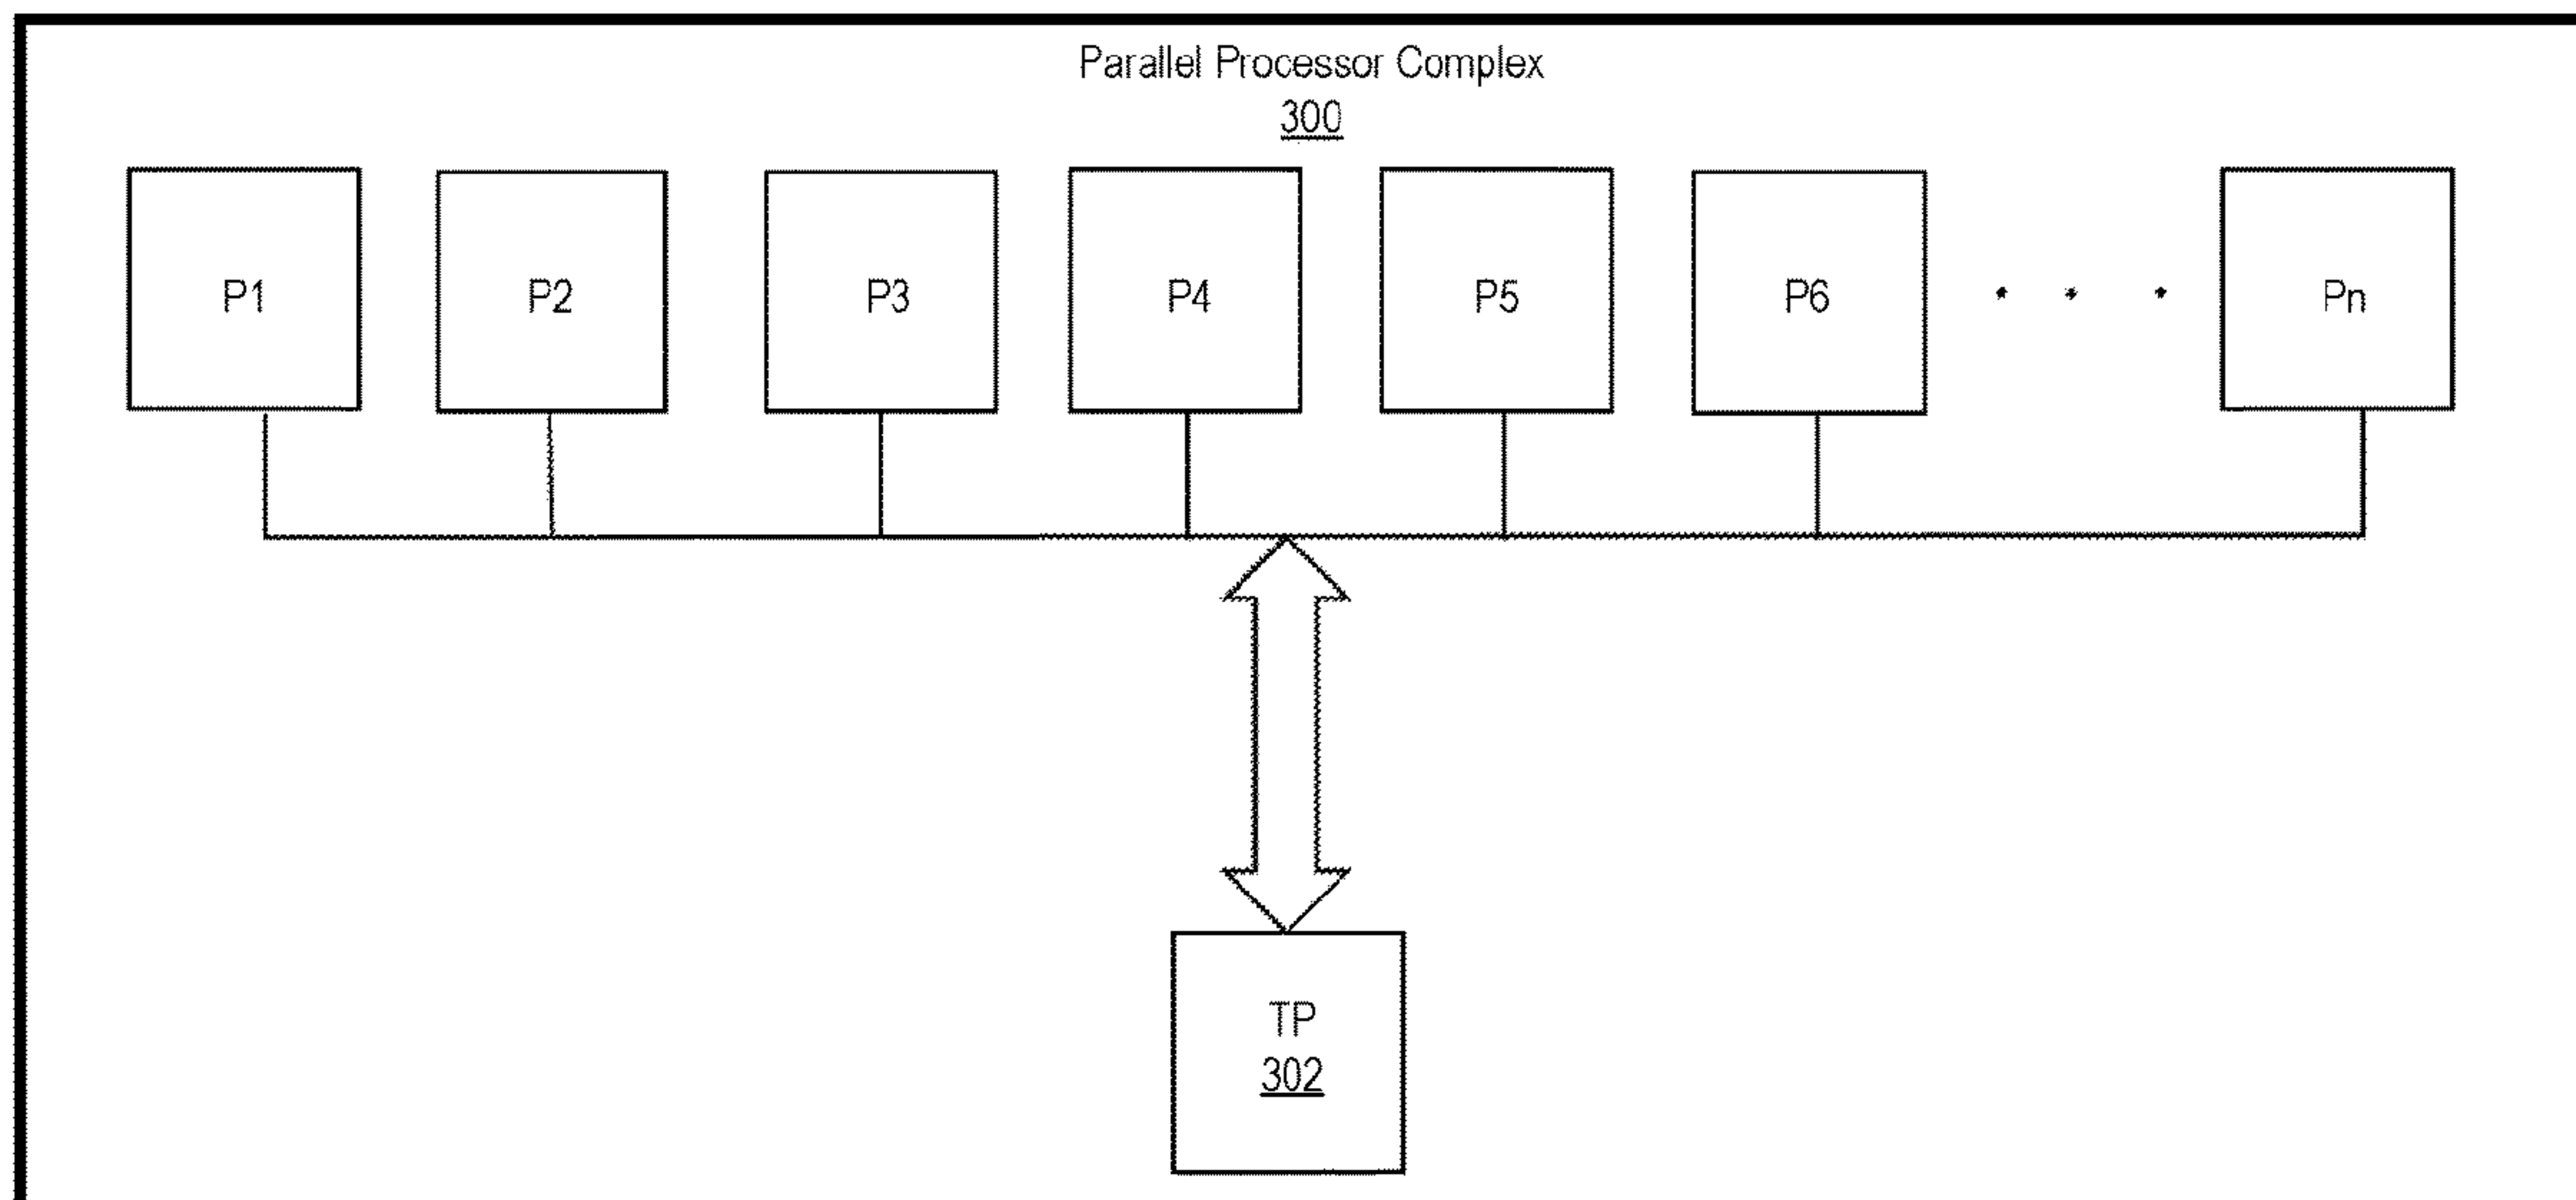 Parallel Processor Complex
300
P1 P2 P3 P4 P5 P6 . . . Pn
TP
302